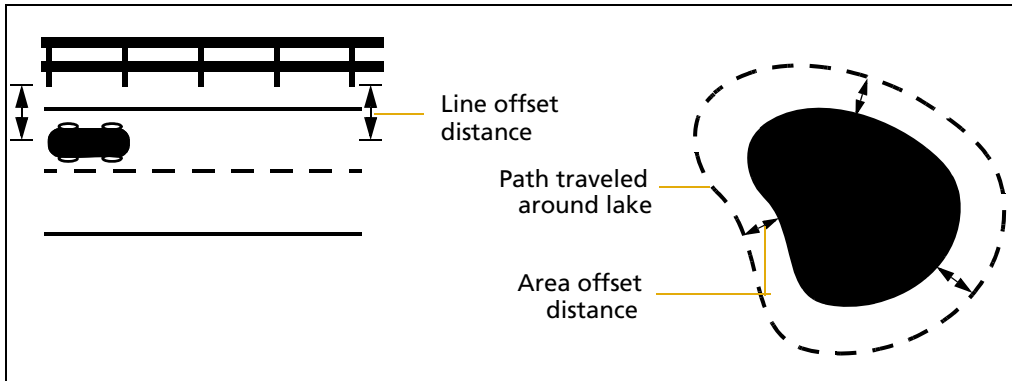 Line offset
distance
Path traveled
around lake
Area offset
distance